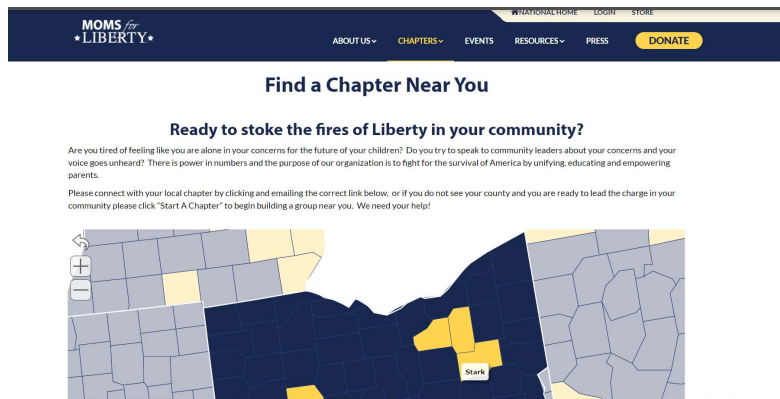 NATIONAL HOME LOGIN STORE
MOMS for
LIBERTY
ABOUT US CHAPTERS EVENTS RESOURCES PRESS DONATE
Find a Chapter Near You
Ready to stoke the fires of Liberty in your community?
Are you tired of feeling like you are alone in your concerns for the future of your children? Do you try to speak to community leaders about your concerns and your
voice goes unheard? There is power in numbers and the purpose of our organization is to fight for the survival of America by unifying, educating and empowering
parents.
Please connect with your local chapter by clicking and emailing the correct link below, or if you do not see your county and you are ready to lead the charge in your
community please click "Start A Chapter" to begin building a group near you. We need your help!
Stark